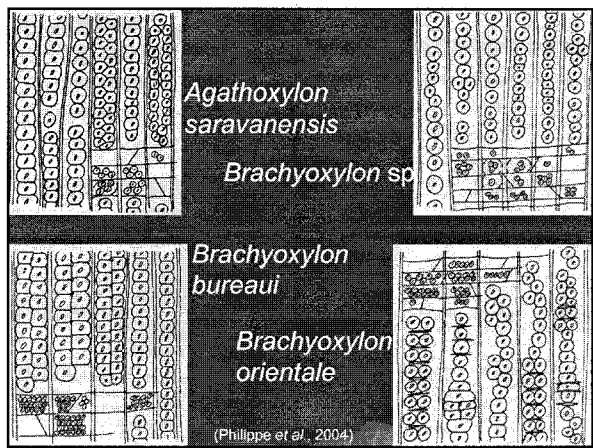 Agathoxylon
saravanensis
Brachyoxylon sp
Brachyoxylon
bureaui
Brachyoxylon
orientale
(Philippe et al., 2004)